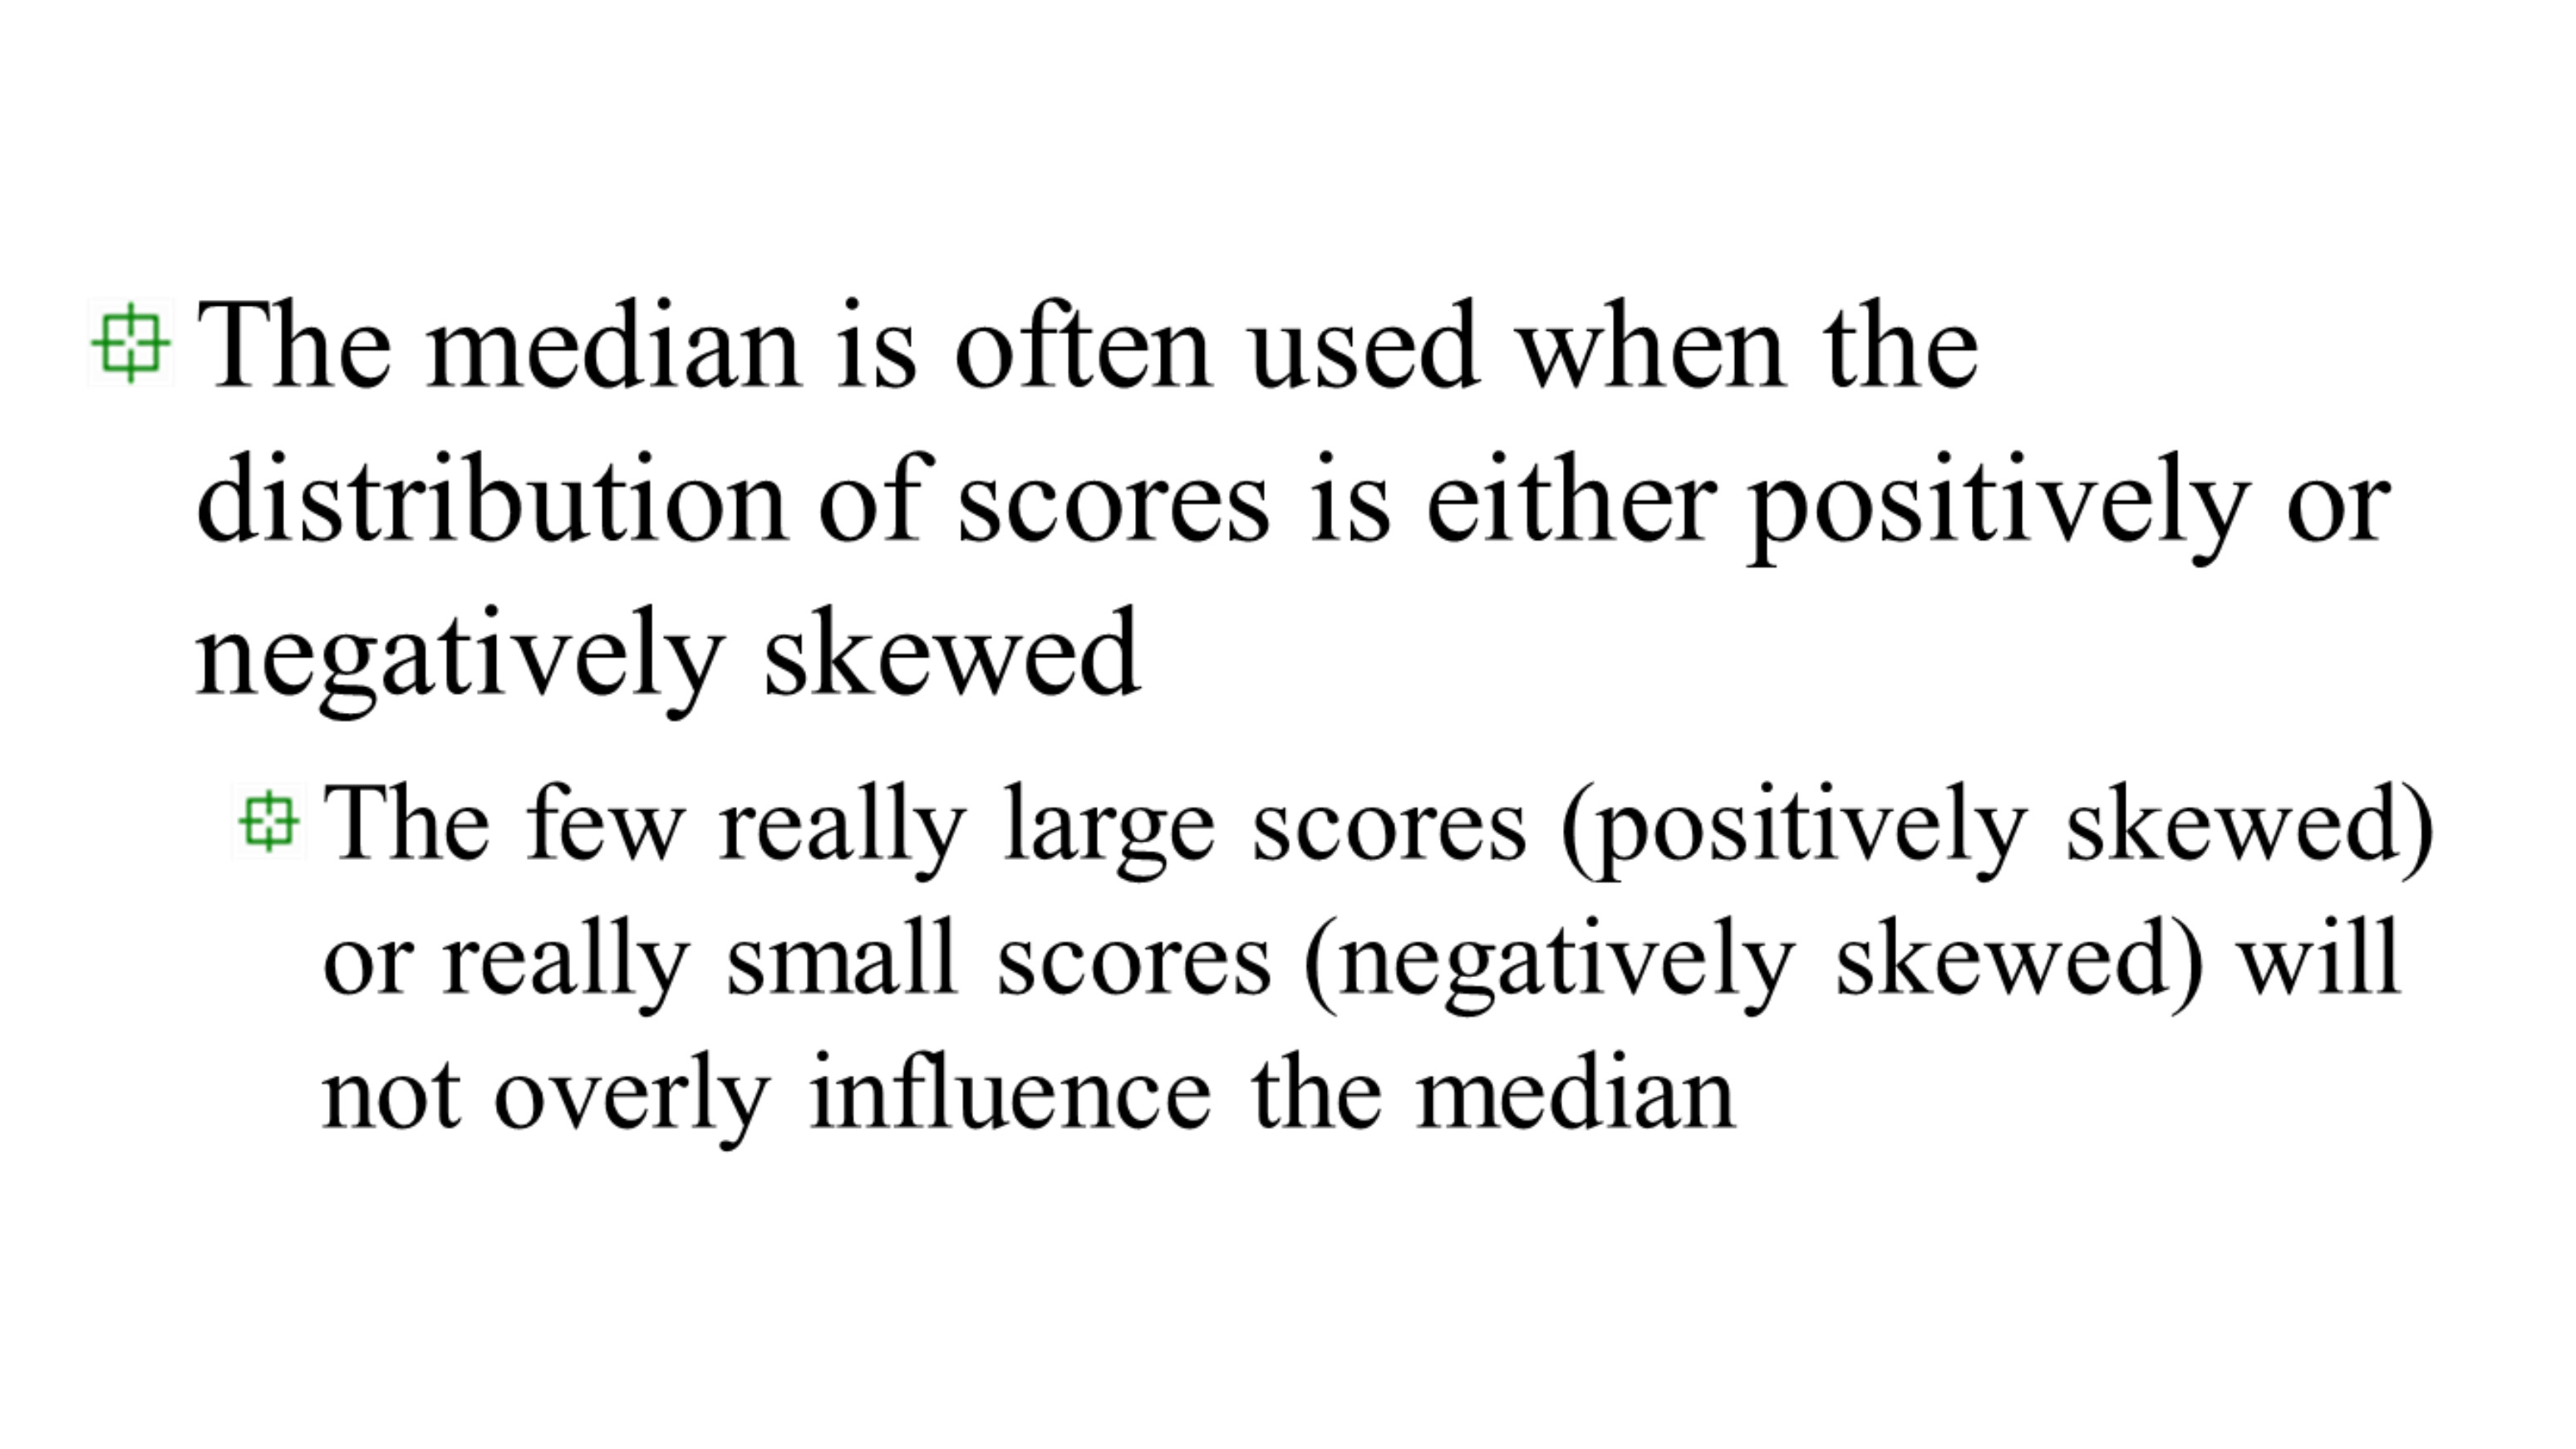 The median is often used when the
distribution of scores is either positively or
negatively skewed
The few really large scores (positively skewed)
or really small scores (negatively skewed) will
not overly influence the median